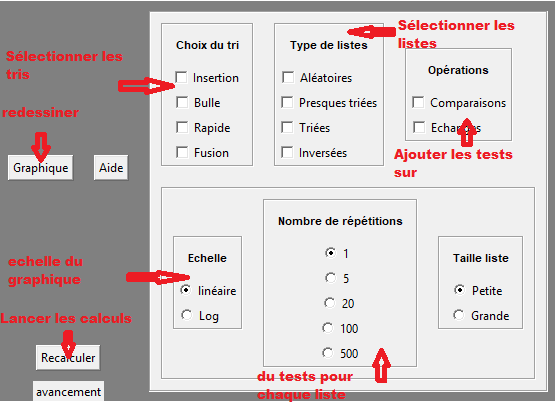 Sélectionner les
tris
redessiner
Graphique
Aide
echelle du
graphique
Lancer les calculs
Recalculer
avancement
Choix du tri
Insertion
Bulle
Rapide
Fusion
Type de listes
Aléatoires
Presques triées
Triées
Inversées
Sélectionner les
listes
Opérations
Comparaisons
Echanges
Ajouter les tests
sur
Echelle
linéaire
Log
Nombre de répétitions
1
5
20
100
500
du tests pour
chaque liste
Taille liste
Petite
Grande